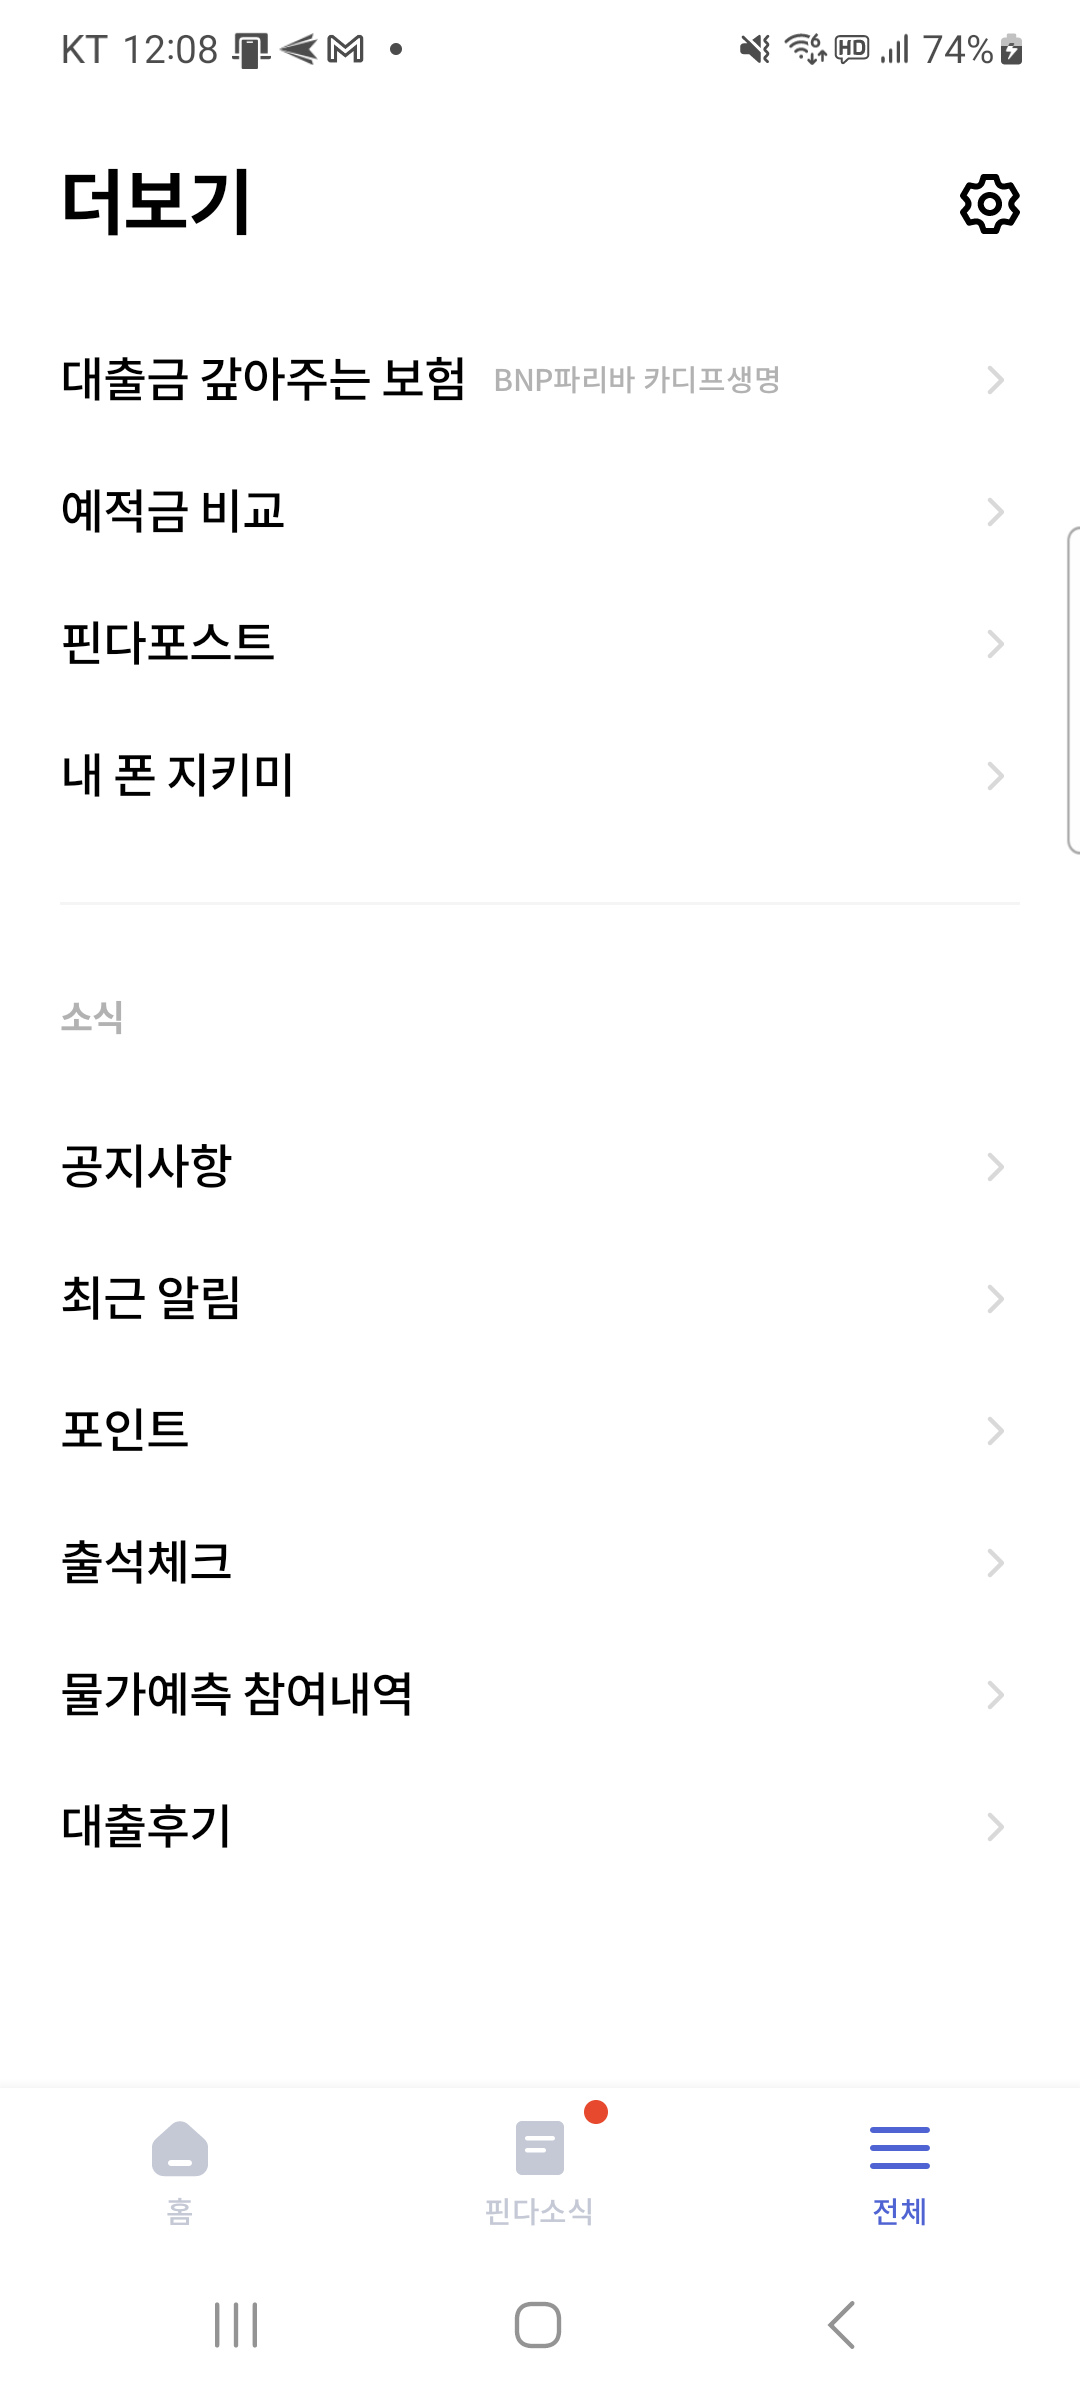 KT 12:08 74%
더보기
대출금 갚아주는 보험 BNP파리바 카디프생명
예적금 비교
핀다포스트
내 폰 지키미
소식
공지사항
최근 알림
포인트
출석체크
물가예측 참여내역
대출후기
홈 핀다소식 전체